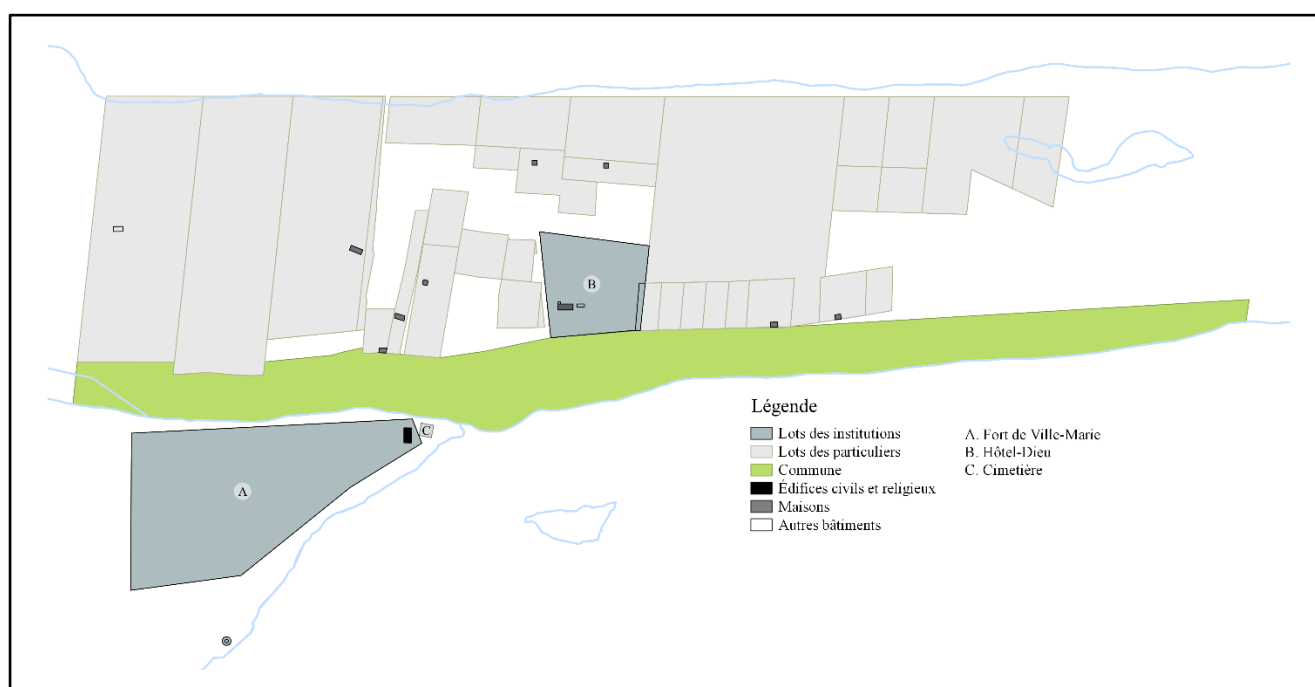 B
C
A
Légende
Lots des institutions
Lots des particuliers
Commune
Édifices civils et religieux
Maisons
Autres bâtiments
A. Fort de Ville-Marie
B. Hôtel-Dieu
C. Cimetière